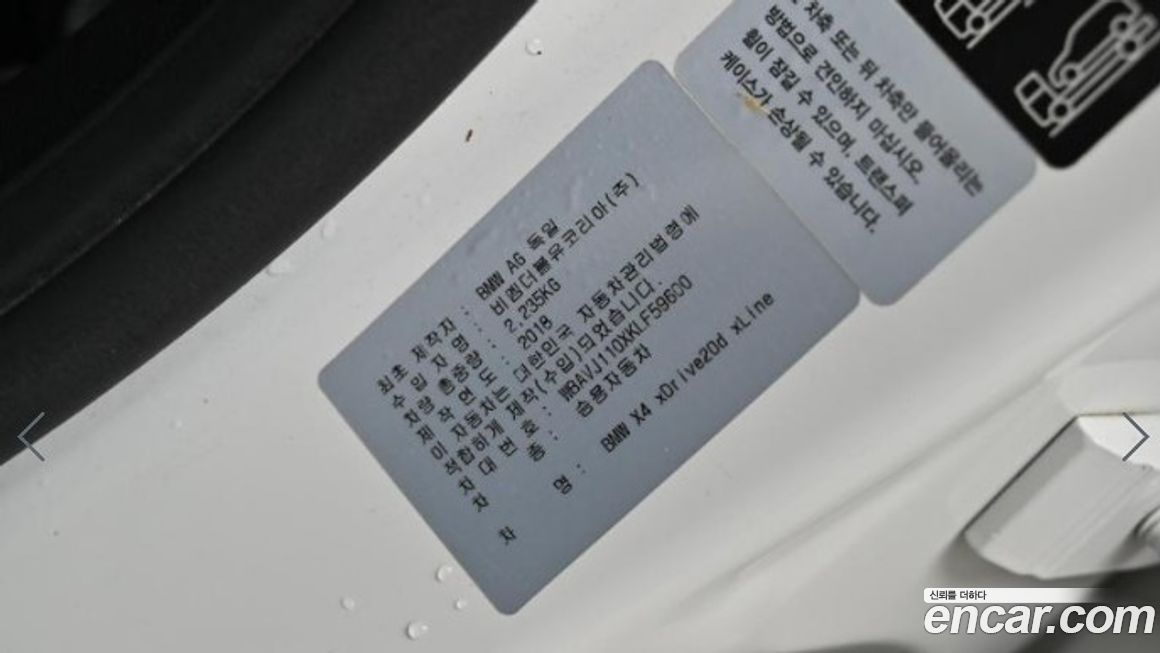 최초 제작자 : BMW AG 독일
수 입 자 명 : 비엠더블유코리아(주)
차량 총중량 : 2,235KG
제 작 연 도 : 2018
이 자동차는 대한민국 자동차관리법령에
적합하게 제작(수입)되었습니다.
차 대 번 호 : WBAVJ110XKLF59600
차 종 : 승용자동차
차 명 : BMW X4 xDrive20d xLine
차축 또는 뒤 차축만 들어올리는
방법으로 견인하지 마십시오.
휠이 잠길 수 있으며, 트랜스퍼
케이스가 손상될 수 있습니다.
신뢰를 더하다
encar.com